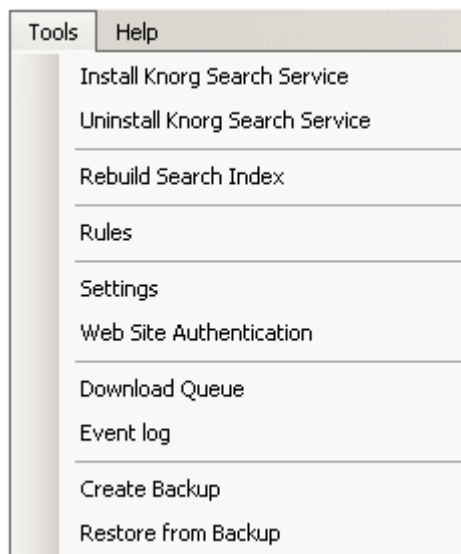 Tools Help
Install Knorg Search Service
Uninstall Knorg Search Service
Rebuild Search Index
Rules
Settings
Web Site Authentication
Download Queue
Event log
Create Backup
Restore from Backup